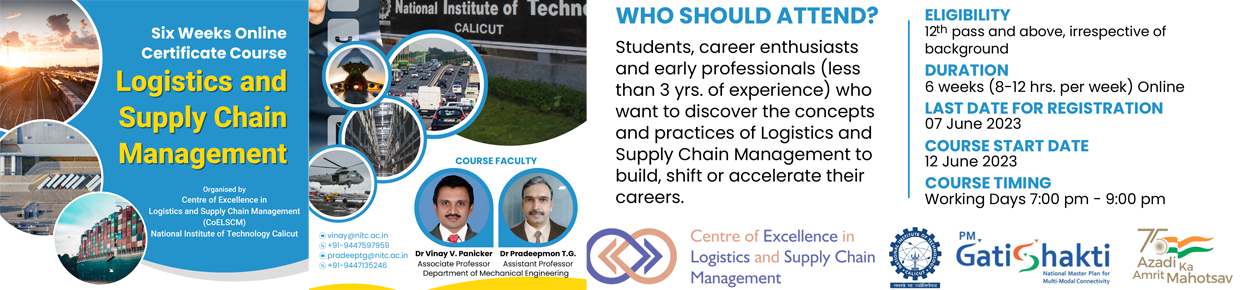 Six Weeks Online
Certificate Course
Logistics and
Supply Chain
Management
Organised by
Centre of Excellence in
Logistics and Supply Chain Management
(CoELSCM)
National Institute of Technology Calicut
National Institute of Techno
CALICUT
COURSE FACULTY
vinay@nitc.ac.in
+91-9447597959
pradeeptg@nitc.ac.in
+91-9447135246
Dr Vinay V. Panicker
Associate Professor
Dr Pradeepmon T.G.
Assistant Professor
Department of Mechanical Engineering
WHO SHOULD ATTEND?
Students, career enthusiasts
and early professionals (less
than 3 yrs. of experience) who
want to discover the concepts
and practices of Logistics and
Supply Chain Management to
build, shift or accelerate their
careers.
ELIGIBILITY
12th pass and above, irrespective of
background
DURATION
6 weeks (8-12 hrs. per week) Online
LAST DATE FOR REGISTRATION
07 June 2023
COURSE START DATE
12 June 2023
COURSE TIMING
Working Days 7:00 pm - 9:00 pm
Centre of Excellence in
Logistics and Supply Chain
Management
PM
GatiShakti
National Master Plan for
Multi-Modal Connectivity
75
Azadi Ka
Amrit Mahotsav